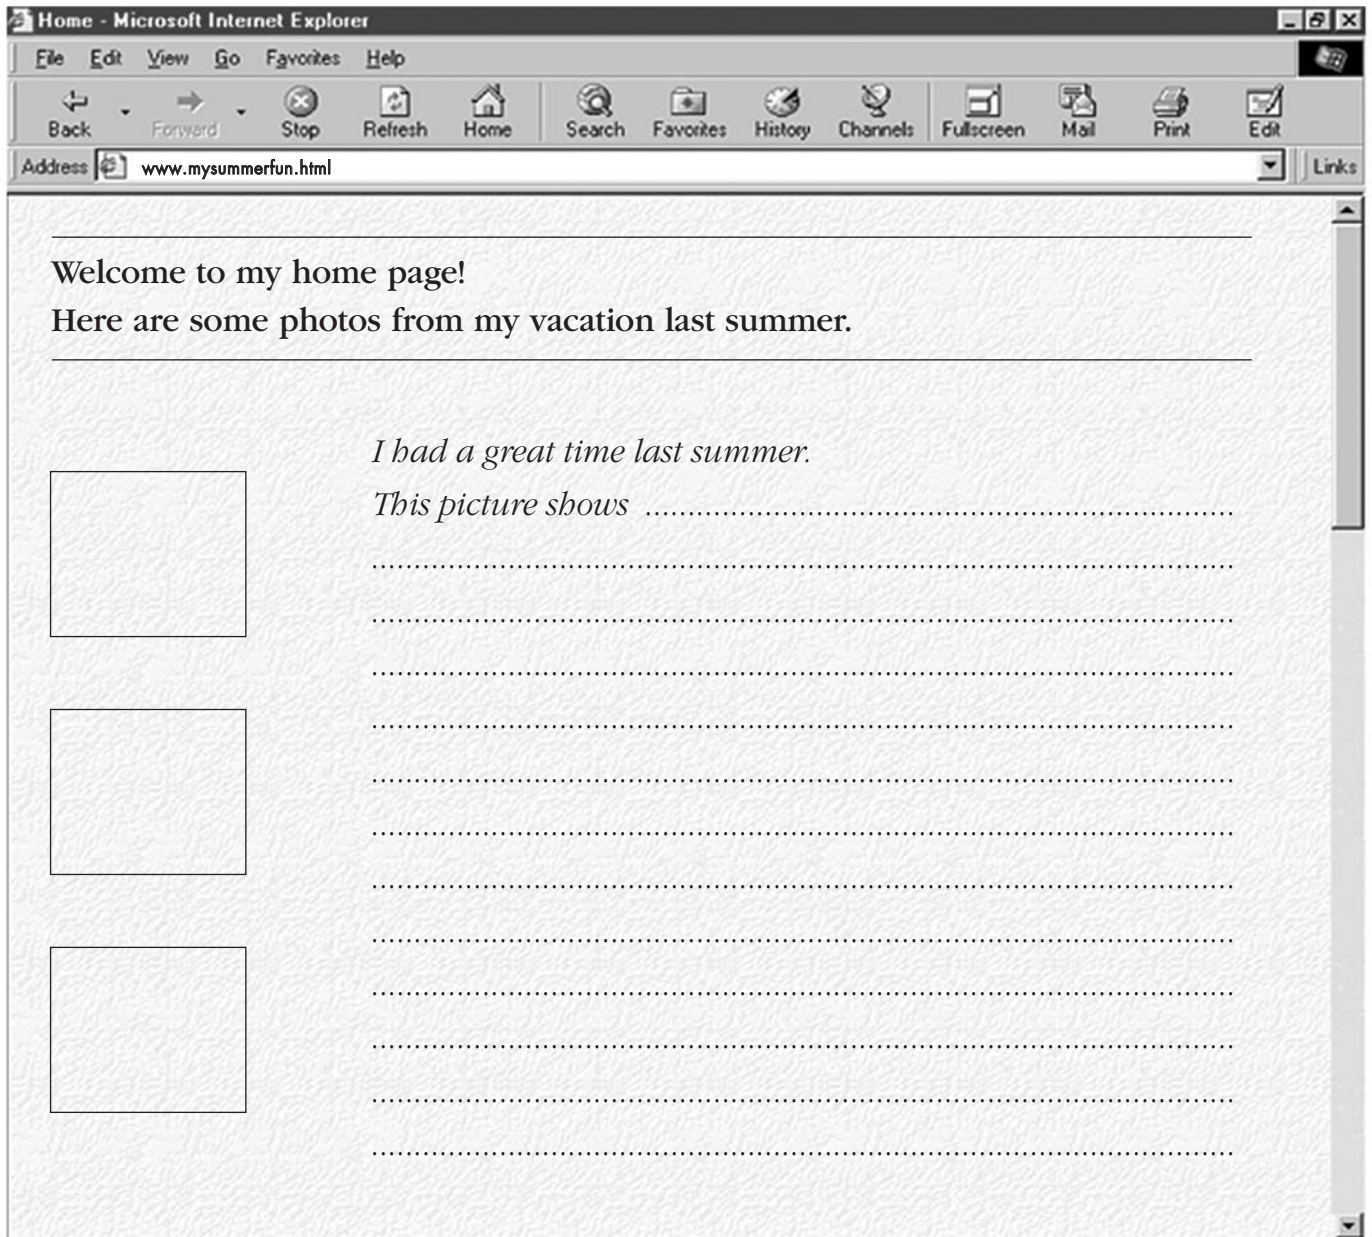 Home - Microsoft Internet Explorer
File Edit View Go Favorites Help
Back Forward Stop Refresh Home Search Favorites History Channels Fullscreen Mail Print Edit
Address www.mysummerfun.html Links
Welcome to my home page!
Here are some photos from my vacation last summer.
I had a great time last summer.
This picture shows ......................................................................